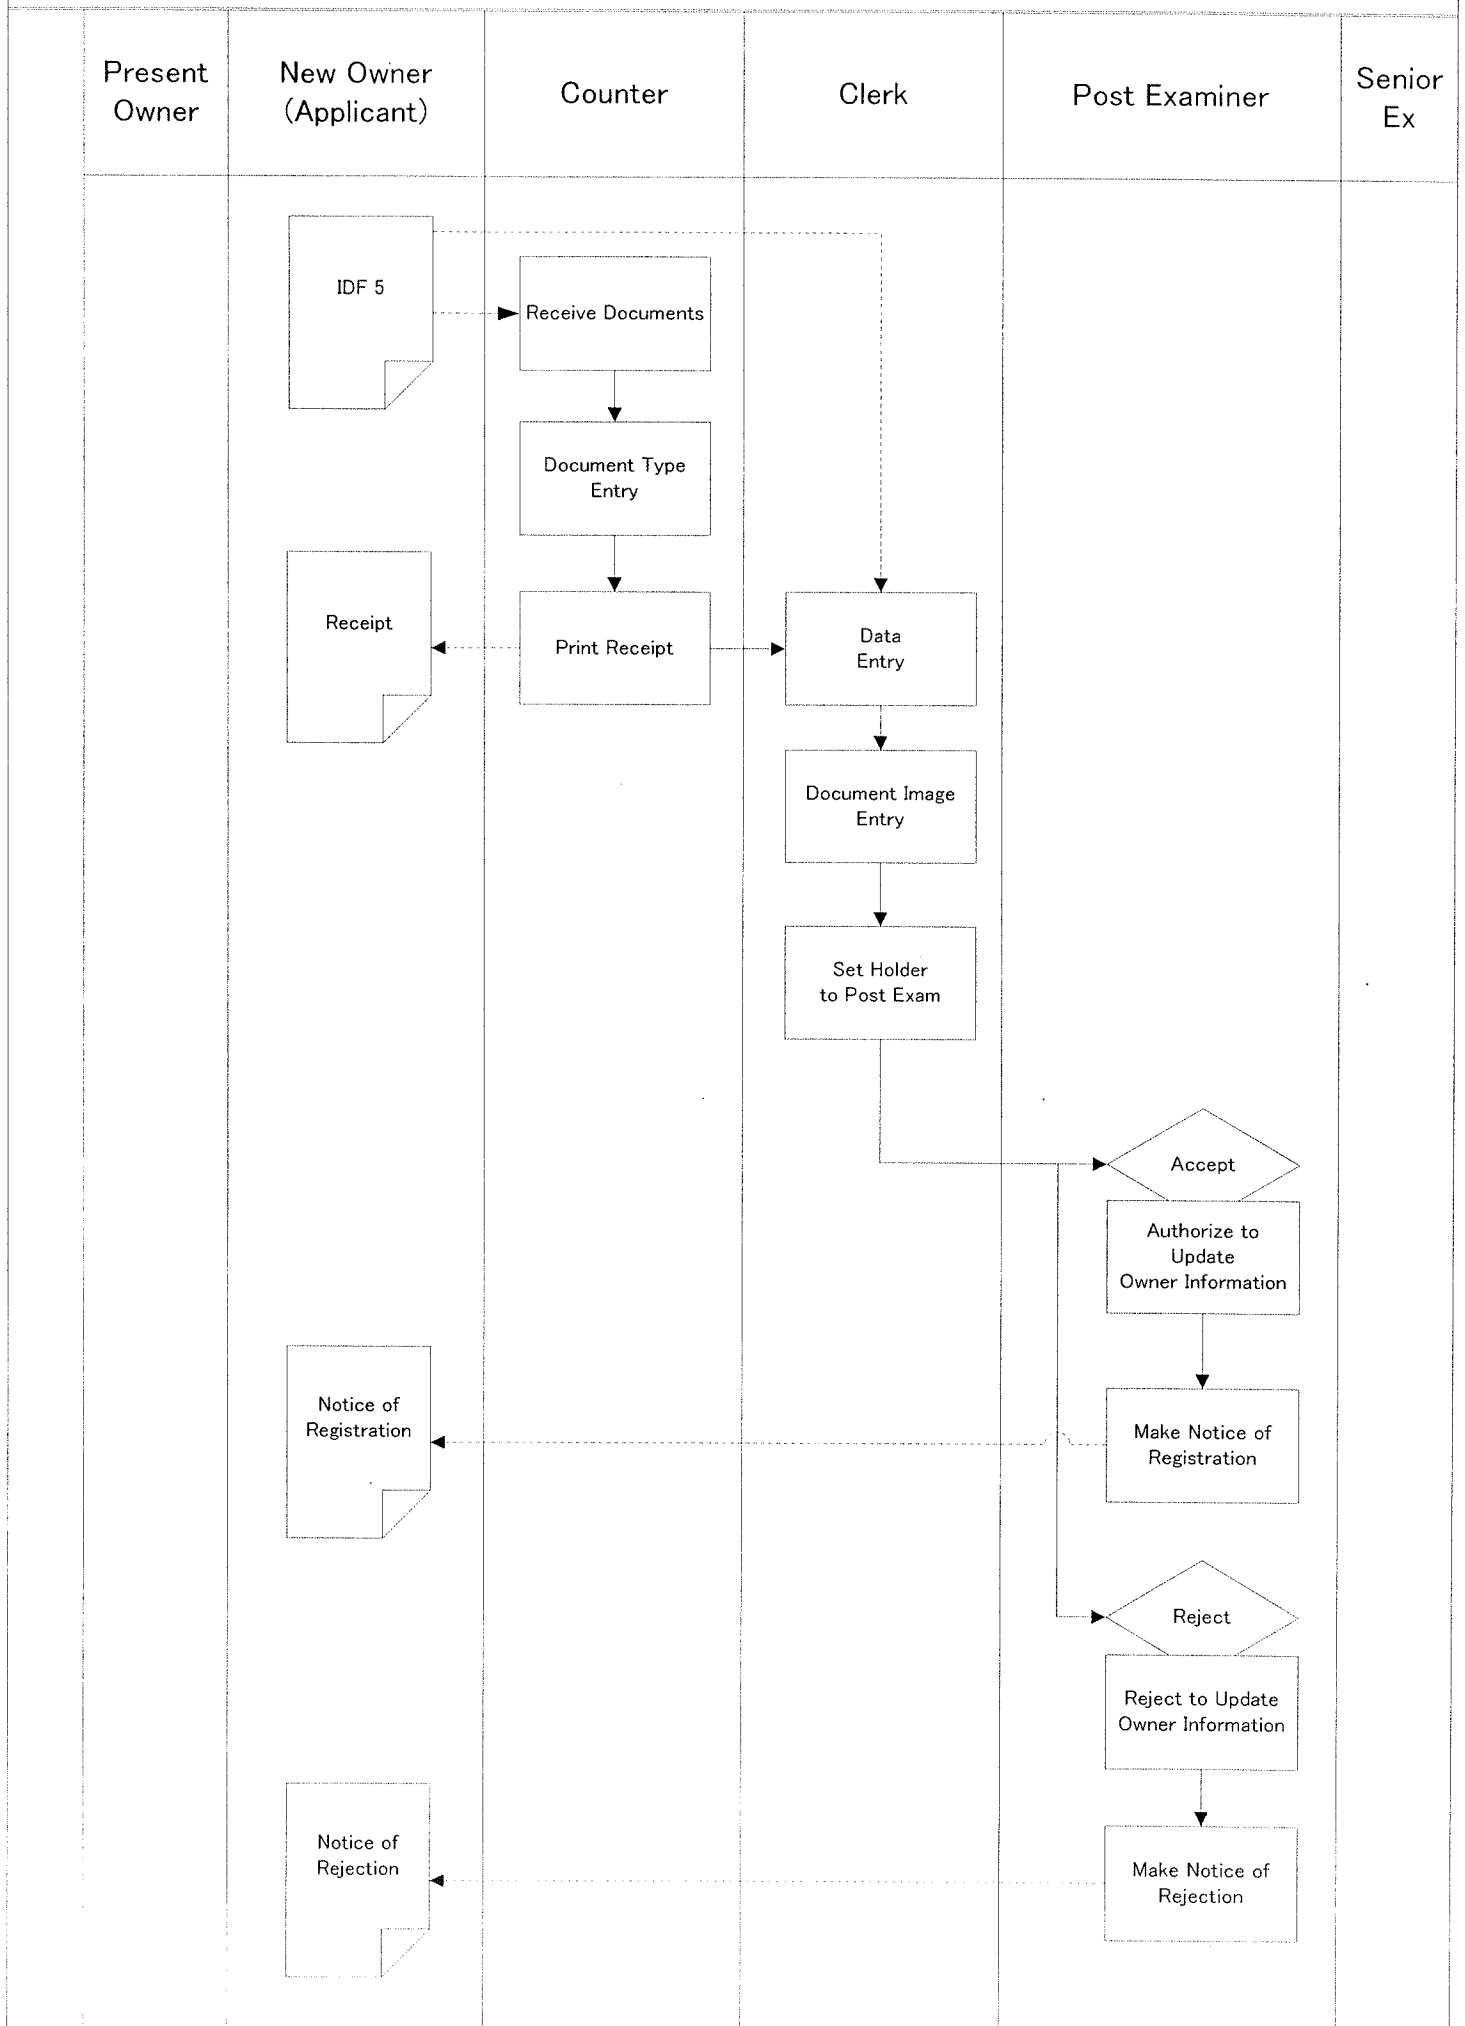 Present
Owner
New Owner
(Applicant)
Counter
Clerk
Post Examiner
Senior
Ex
IDF 5
Receive Documents
Document Type
Entry
Receipt
Print Receipt
Data
Entry
Document Image
Entry
Set Holder
to Post Exam
Accept
Authorize to
Update
Owner Information
Notice of
Registration
Make Notice of
Registration
Reject
Reject to Update
Owner Information
Notice of
Rejection
Make Notice of
Rejection